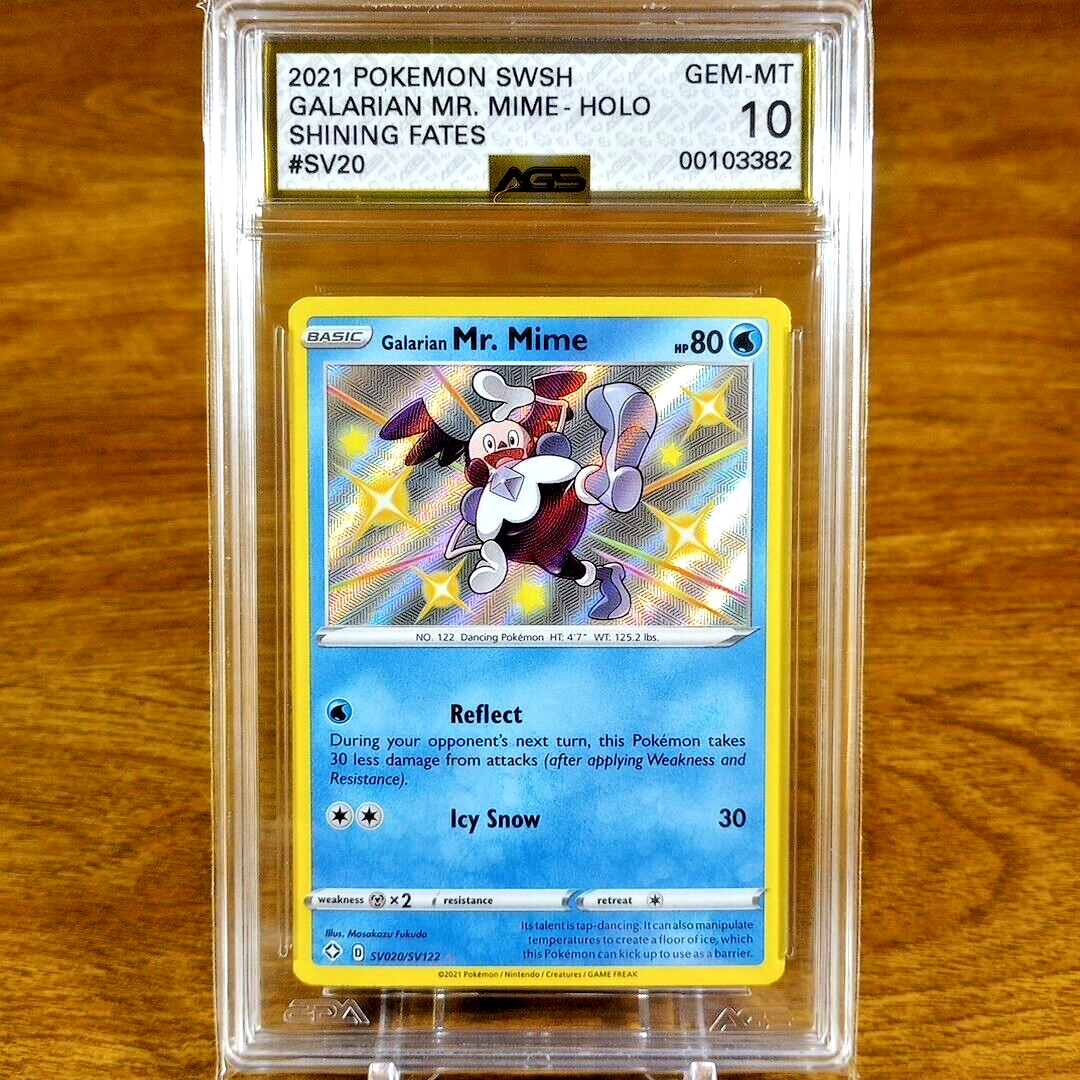 2021 POKEMON SWSH GEM-MT
GALARIAN MR. MIME - HOLO 10
SHINING FATES
#SV20 00103382
AGS
BASIC Galarian Mr. Mime HP 80
NO. 122 Dancing Pokémon HT: 4'7" WT: 125.2 lbs.
Reflect
During your opponent's next turn, this Pokémon takes
30 less damage from attacks (after applying Weakness and
Resistance).
Icy Snow 30
weakness ×2 resistance retreat
Its talent is tap-dancing. It can also manipulate
temperatures to create a floor of ice, which
this Pokémon can kick up to use as a barrier.
Illus. Masakazu Fukuda
D SV020/SV122
©2021 Pokémon / Nintendo / Creatures / GAME FREAK
AGS